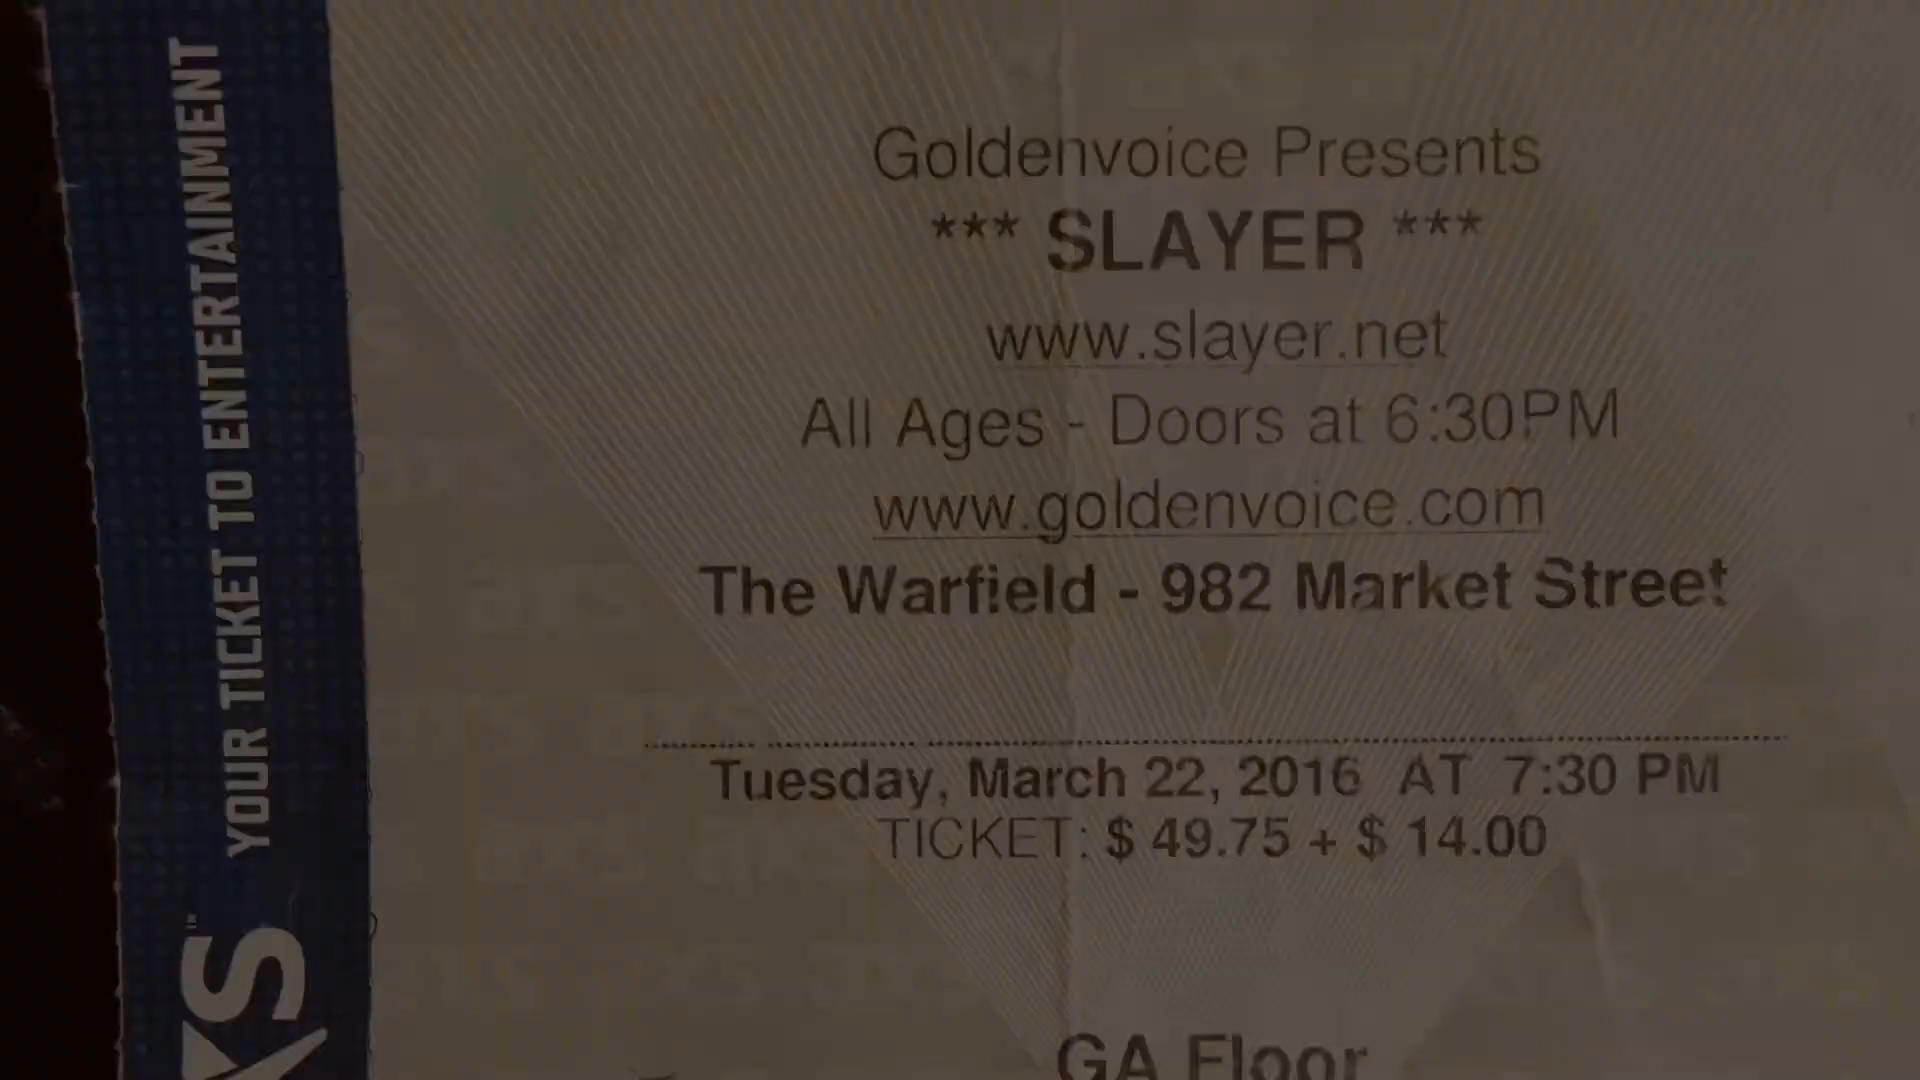 YOUR TICKET TO ENTERTAINMENT
Goldenvoice Presents
*** SLAYER ***
www.slayer.net
All Ages - Doors at 6:30PM
www.goldenvoice.com
The Warfield - 982 Market Street
Tuesday, March 22, 2016 AT 7:30 PM
TICKET: $ 49.75 + $ 14.00
GA Floor